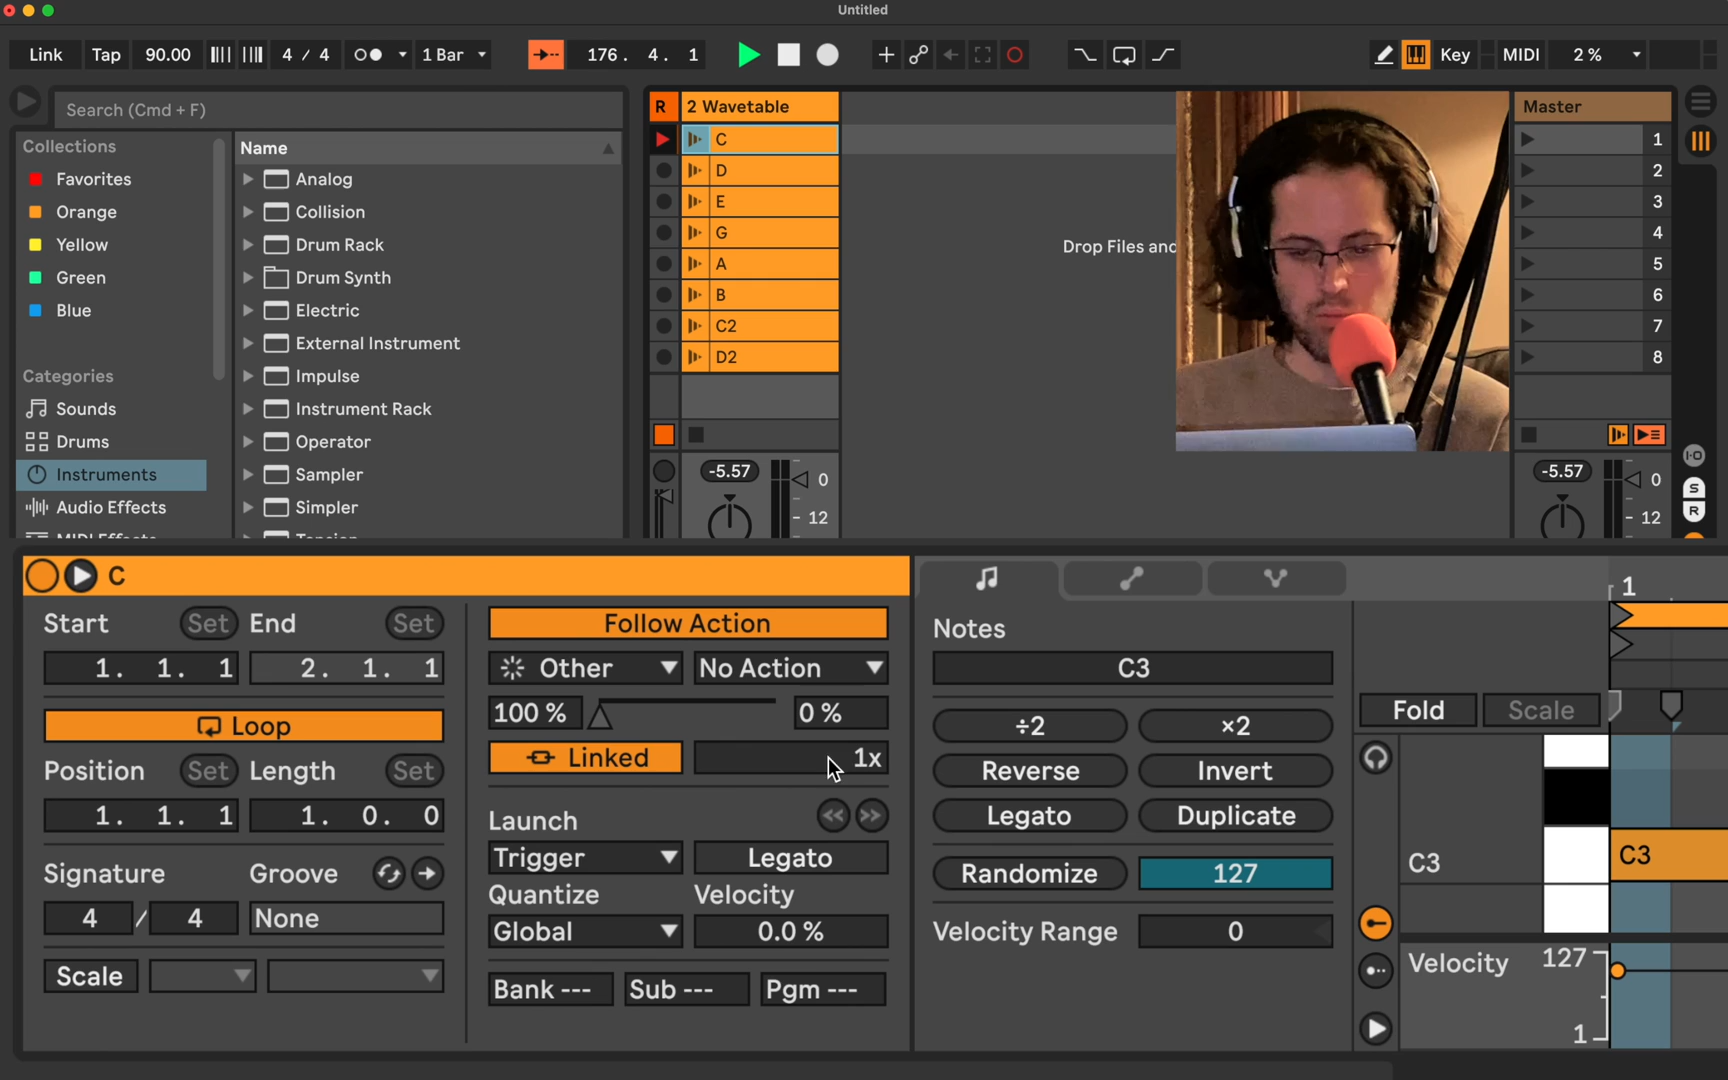 Untitled
Link Tap 90.00 4 / 4 1 Bar 176. 4. 1 Key MIDI 2 %
Search (Cmd + F)
Collections
Favorites
Orange
Yellow
Green
Blue
Categories
Sounds
Drums
Instruments
Audio Effects
Name
Analog
Collision
Drum Rack
Drum Synth
Electric
External Instrument
Impulse
Instrument Rack
Operator
Sampler
Simpler
R 2 Wavetable
C
D
E
G
A
B
C2
D2
-5.57 0
12
Drop Files and
Master
1
2
3
4
5
6
7
8
-5.57 0
12
I·O
S
R
C
Start Set End Set
1. 1. 1 2. 1. 1
Loop
Position Set Length Set
1. 1. 1 1. 0. 0
Signature Groove
4 / 4 None
Scale
Follow Action
Other No Action
100 % 0 %
Linked 1x
Launch << >>
Trigger Legato
Quantize Velocity
Global 0.0 %
Bank --- Sub --- Pgm ---
Notes
C3
÷2 ×2
Reverse Invert
Legato Duplicate
Randomize 127
Velocity Range 0
1
Fold Scale
C3 C3
Velocity 127
1